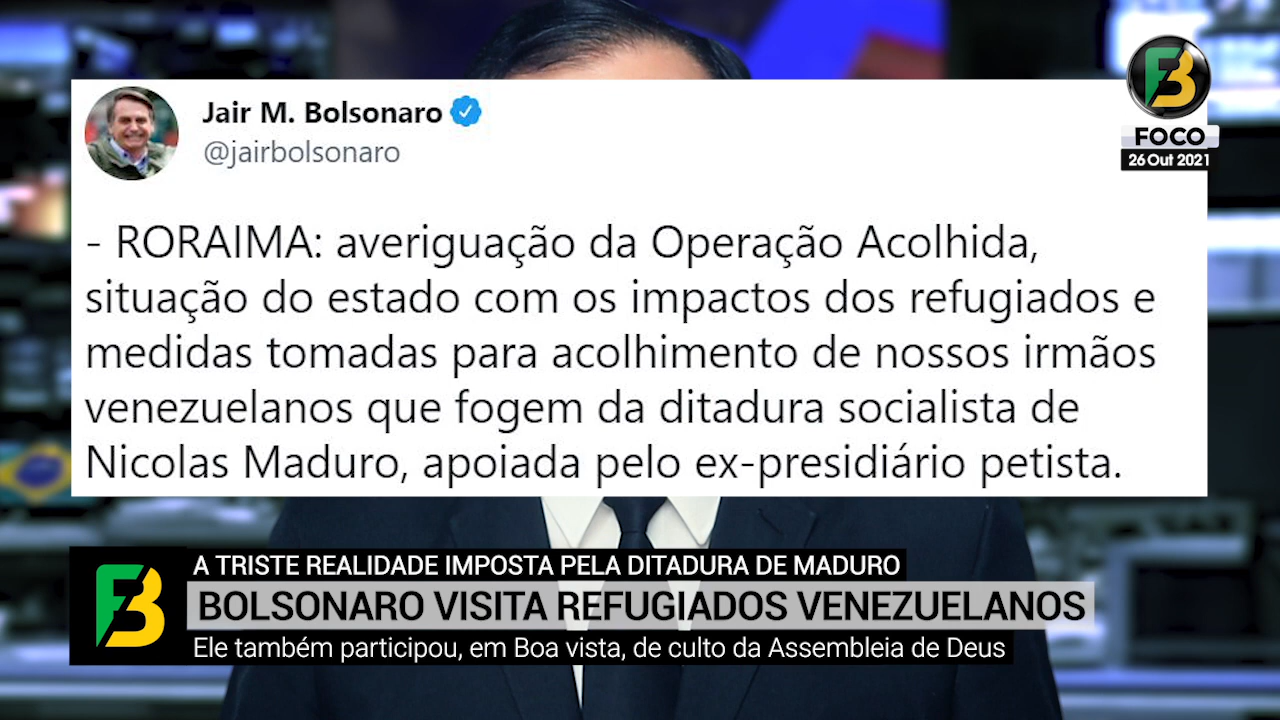 Jair M. Bolsonaro
@jairbolsonaro
FB
FOCO
26 Out 2021
- RORAIMA: averiguação da Operação Acolhida,
situação do estado com os impactos dos refugiados e
medidas tomadas para acolhimento de nossos irmãos
venezuelanos que fogem da ditadura socialista de
Nicolas Maduro, apoiada pelo ex-presidiário petista.
FB
A TRISTE REALIDADE IMPOSTA PELA DITADURA DE MADURO
BOLSONARO VISITA REFUGIADOS VENEZUELANOS
Ele também participou, em Boa vista, de culto da Assembleia de Deus